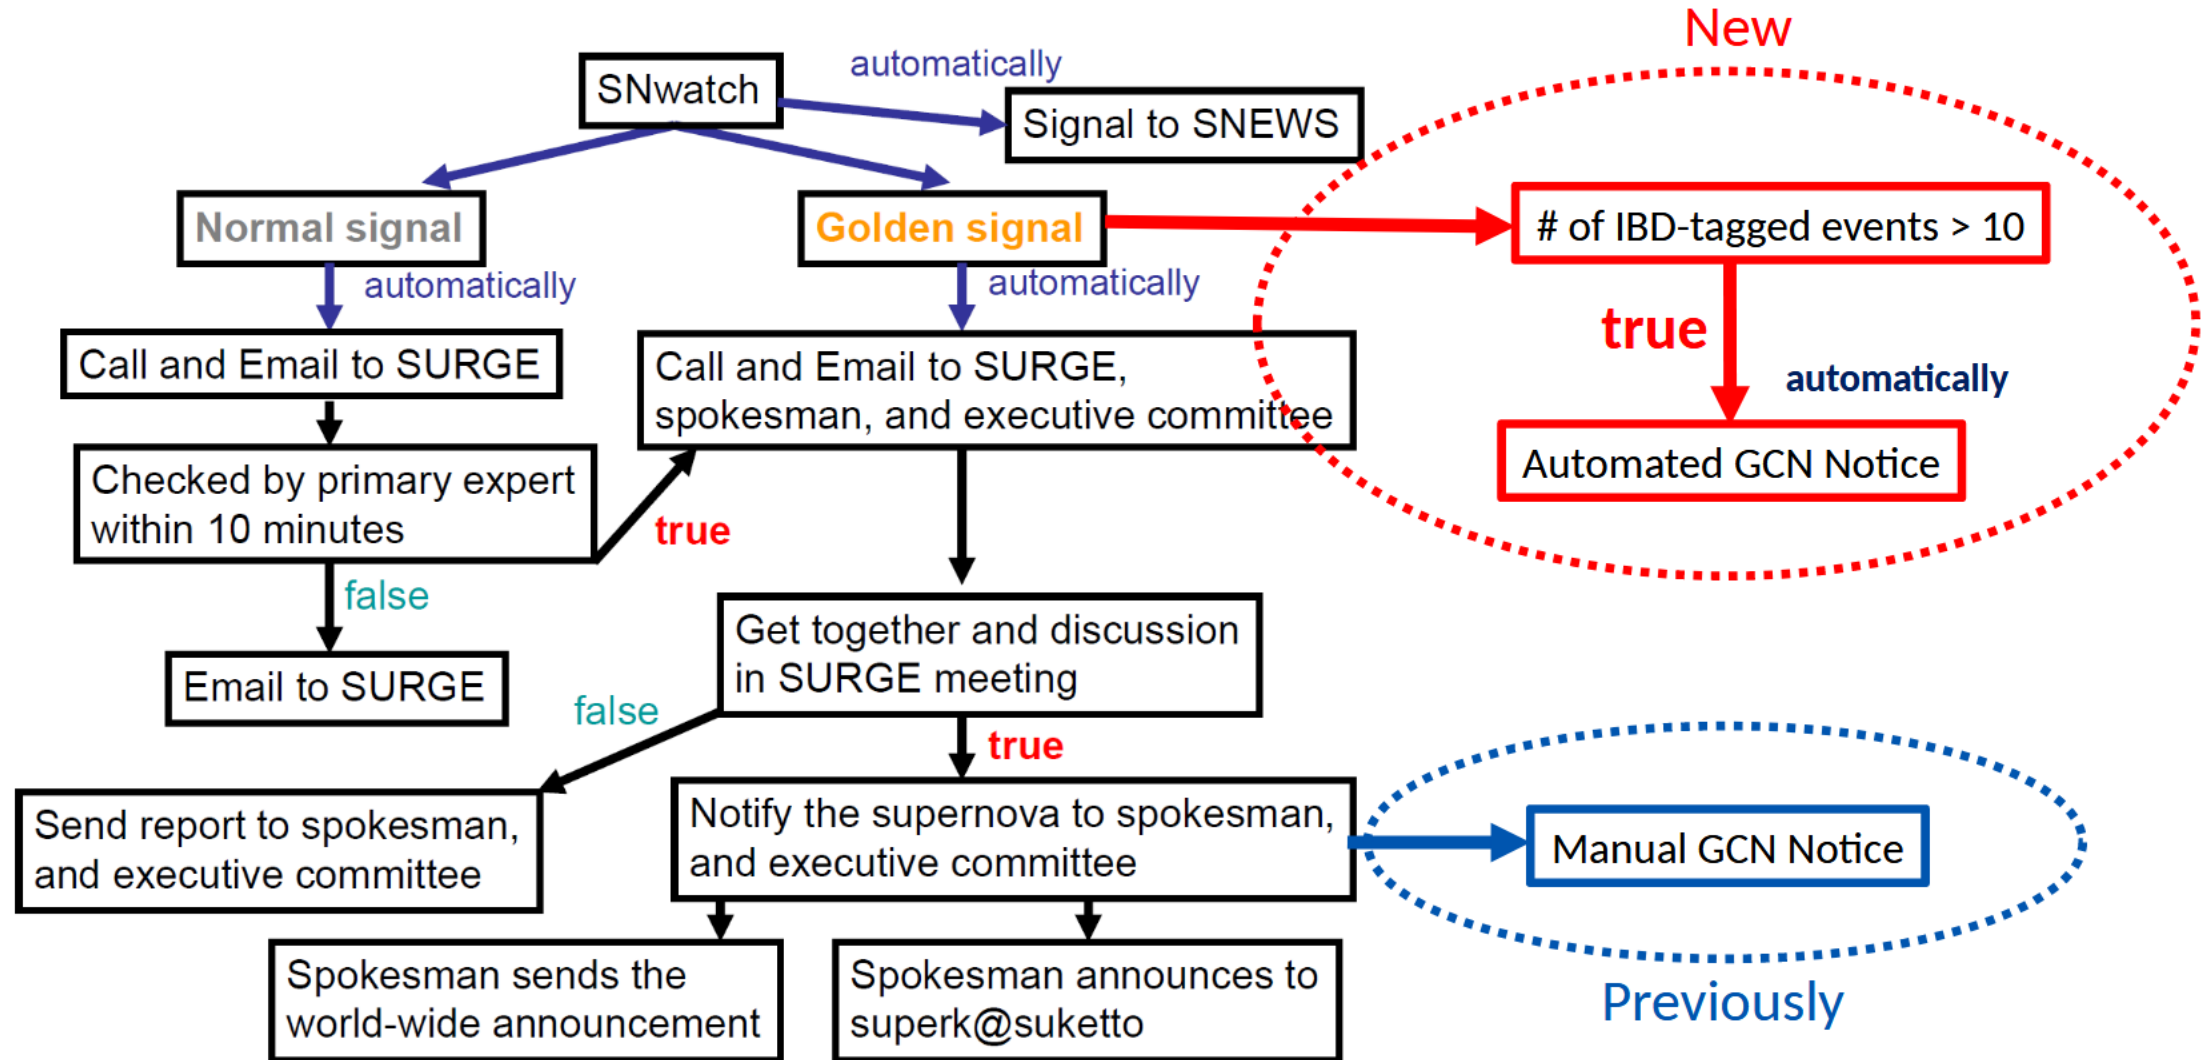 New
automatically
SNwatch
Signal to SNEWS
Normal signal
Golden signal
# of IBD-tagged events > 10
automatically
automatically
true
automatically
Call and Email to SURGE
Call and Email to SURGE,
spokesman, and executive committee
Automated GCN Notice
Checked by primary expert
within 10 minutes
true
false
Email to SURGE
Get together and discussion
in SURGE meeting
false
true
Send report to spokesman,
and executive committee
Notify the supernova to spokesman,
and executive committee
Manual GCN Notice
Previously
Spokesman sends the
world-wide announcement
Spokesman announces to
superk@suketto